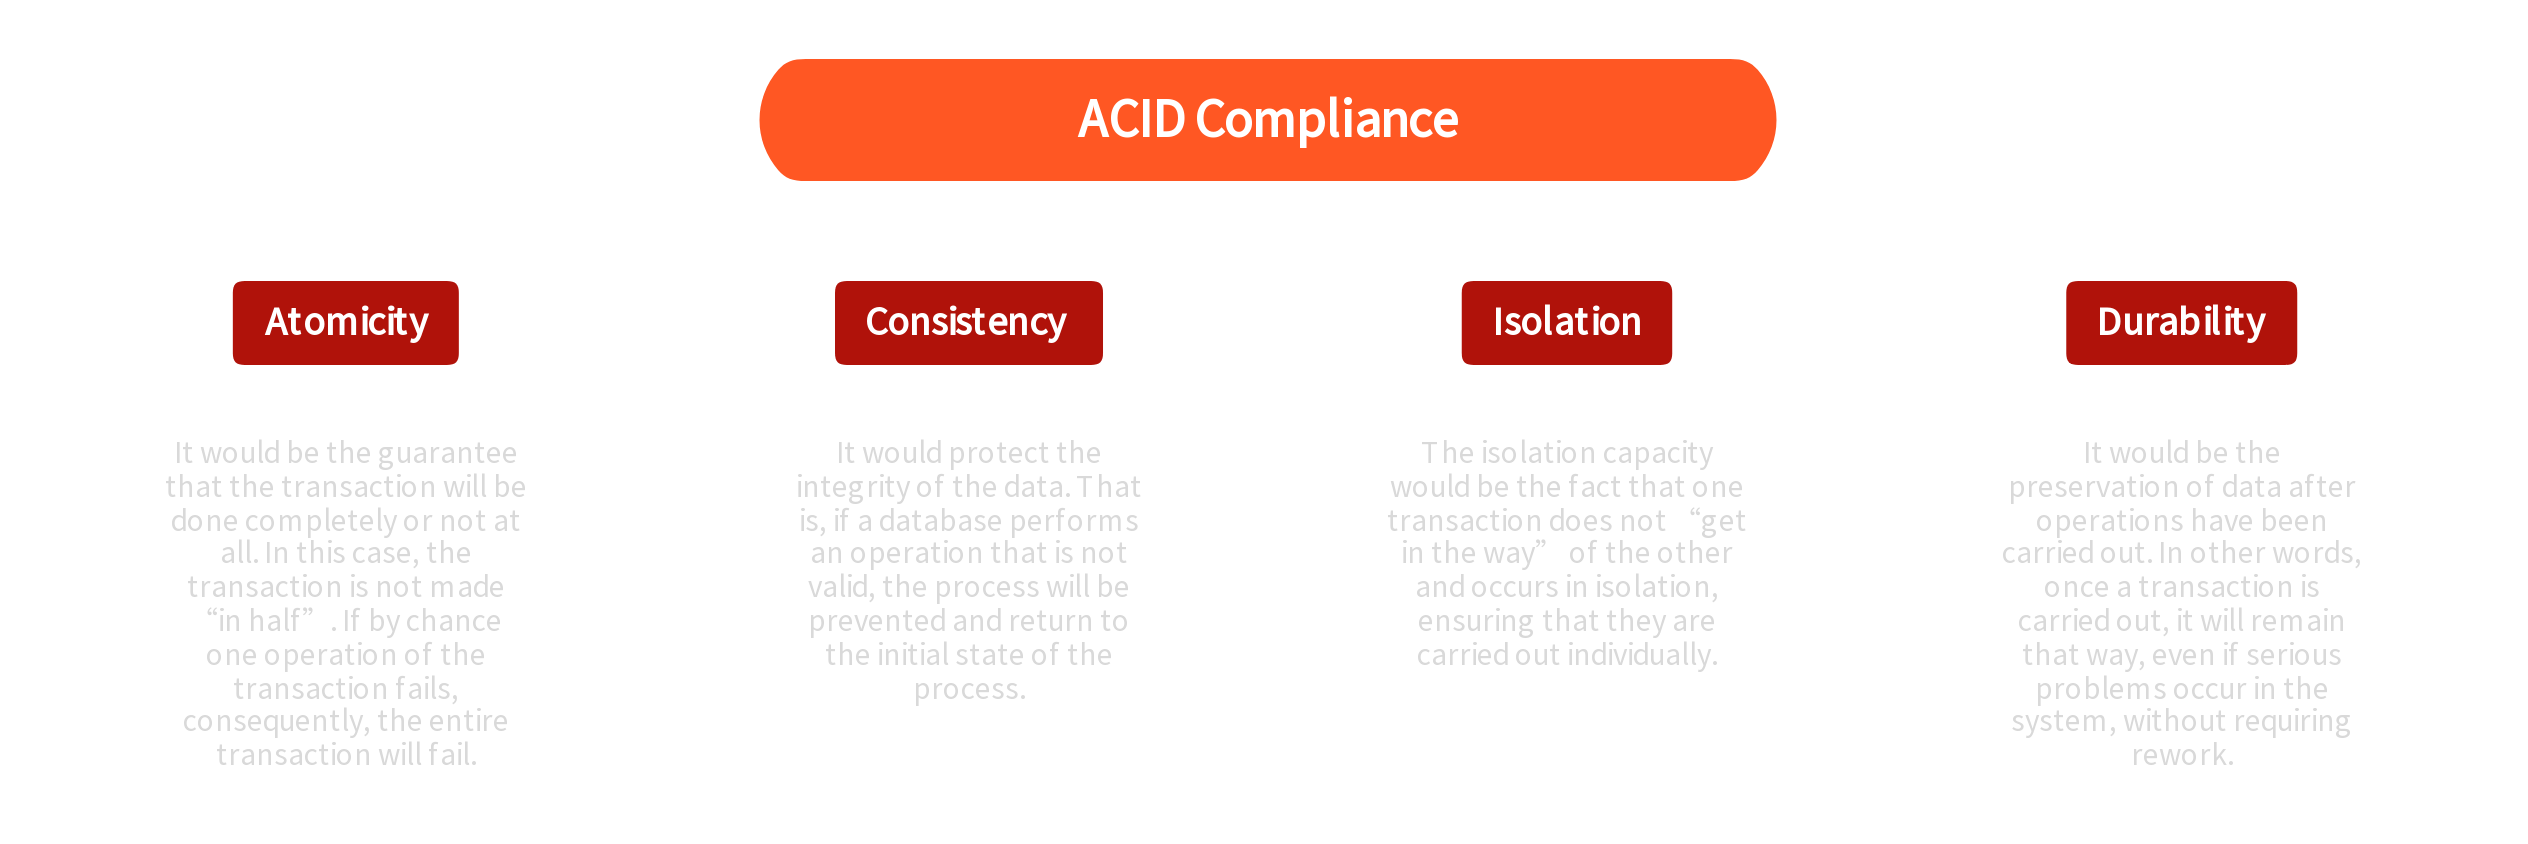 ACID Compliance
Atomicity
It would be the guarantee
that the transaction will be
done completely or not at
all. In this case, the
transaction is not made
“in half”. If by chance
one operation of the
transaction fails,
consequently, the entire
transaction will fail.
Consistency
It would protect the
integrity of the data. That
is, if a database performs
an operation that is not
valid, the process will be
prevented and return to
the initial state of the
process.
Isolation
The isolation capacity
would be the fact that one
transaction does not “get
in the way” of the other
and occurs in isolation,
ensuring that they are
carried out individually.
Durability
It would be the
preservation of data after
operations have been
carried out. In other words,
once a transaction is
carried out, it will remain
that way, even if serious
problems occur in the
system, without requiring
rework.